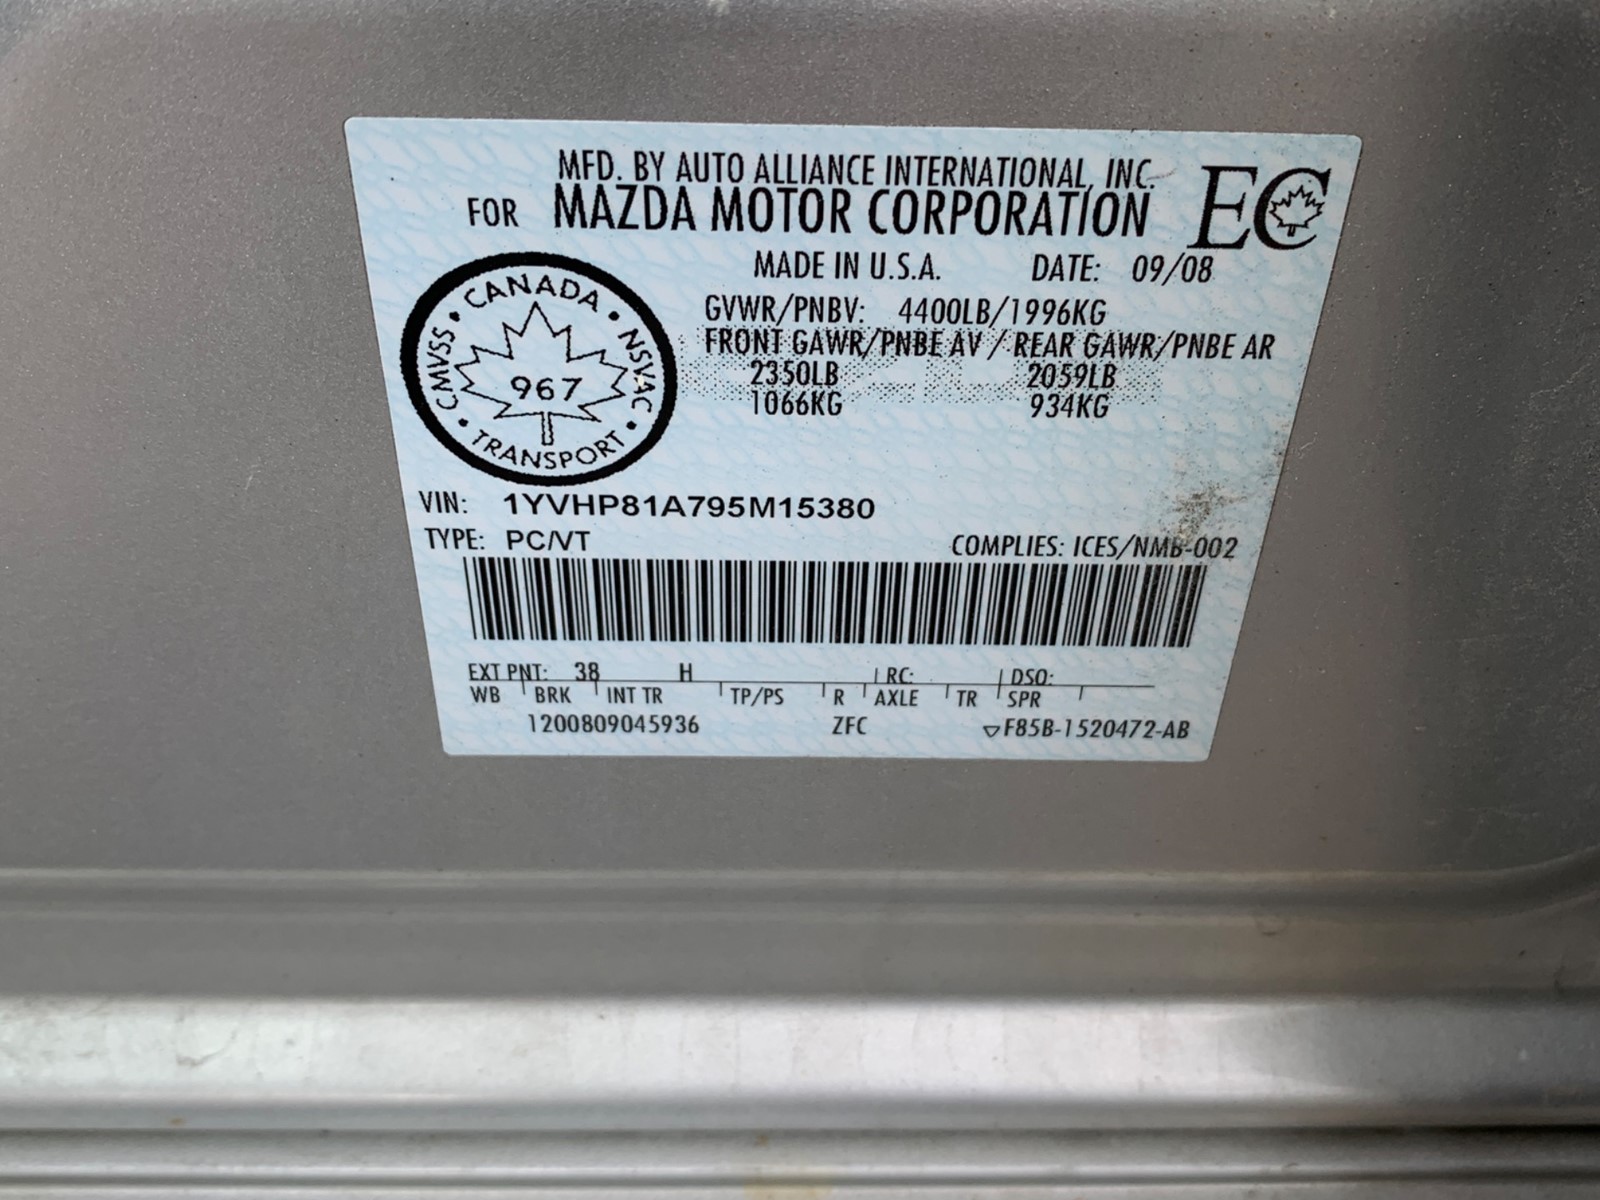 MFD. BY AUTO ALLIANCE INTERNATIONAL, INC.
FOR MAZDA MOTOR CORPORATION
EC
MADE IN U.S.A. DATE: 09/08
GVWR/PNBV: 4400LB/1996KG
FRONT GAWR/PNBE AV / REAR GAWR/PNBE AR
2350LB 2059LB
1066KG 934KG
CANADA
CMVSS
NSVAC
967
TRANSPORT
VIN: 1YVHP81A795M15380
TYPE: PC/VT
COMPLIES: ICES/NMB-002
EXT PNT: 38 H RC: DSO:
WB BRK INT TR TP/PS R AXLE TR SPR
1200809045936 ZFC F85B-1520472-AB